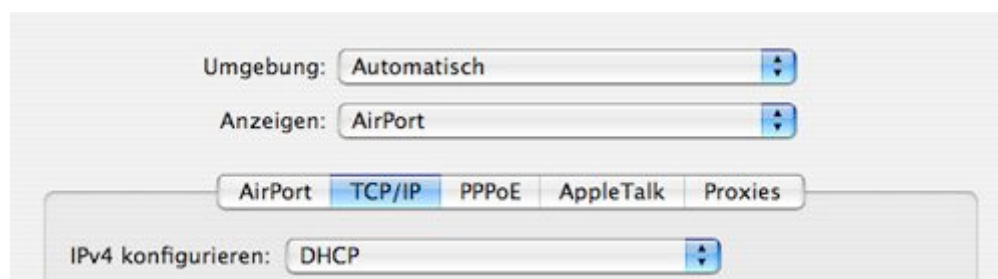 Umgebung: Automatisch
Anzeigen: AirPort
AirPort TCP/IP PPPoE AppleTalk Proxies
IPv4 konfigurieren: DHCP